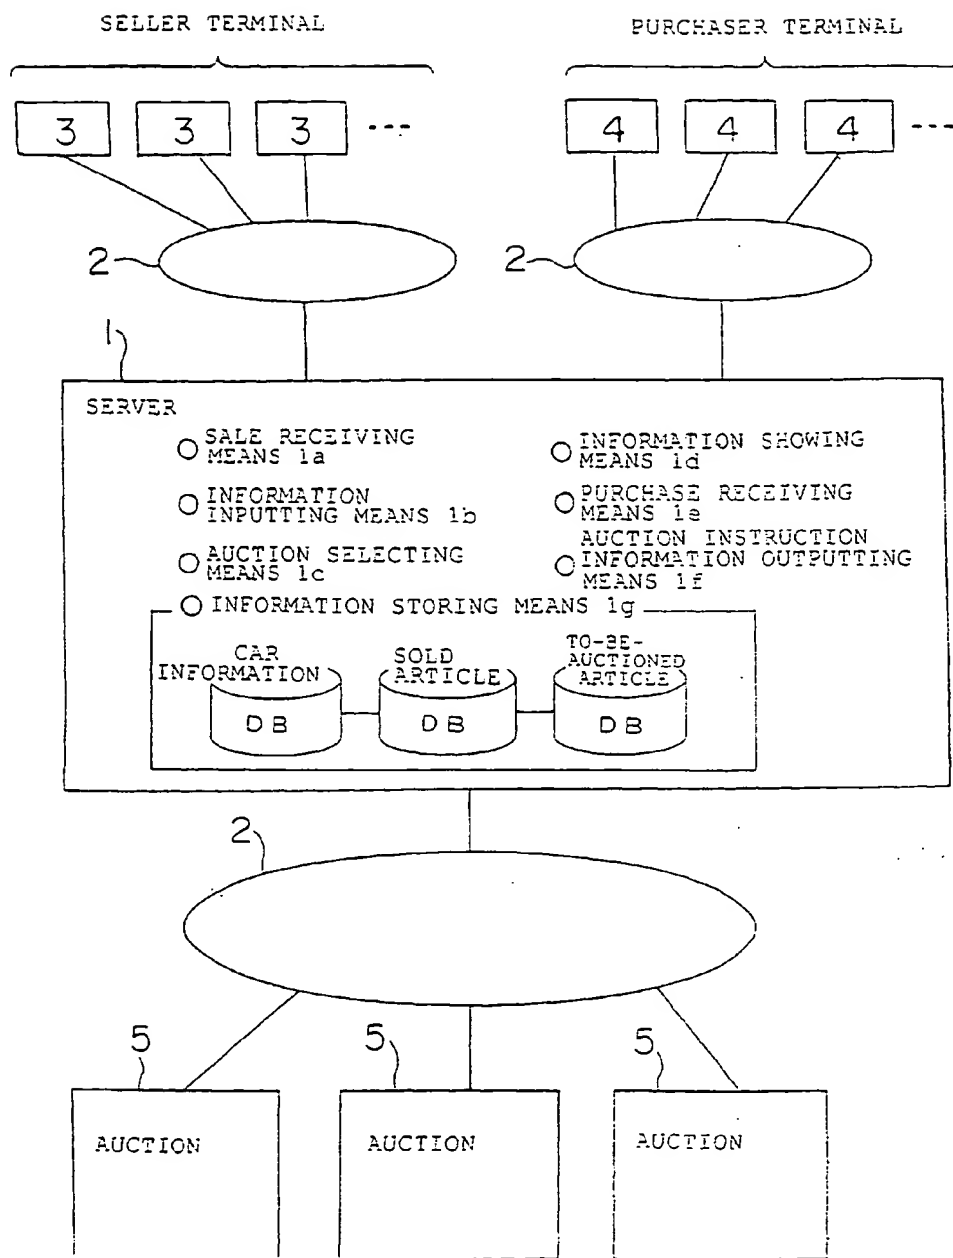 SELLER TERMINAL
PURCHASER TERMINAL
3 3 3 ---
4 4 4 ---
2
2
1
SERVER
SALE RECEIVING
MEANS 1a
INFORMATION
INPUTTING MEANS 1b
AUCTION SELECTING
MEANS 1c
INFORMATION SHOWING
MEANS 1d
PURCHASE RECEIVING
MEANS 1e
AUCTION INSTRUCTION
INFORMATION OUTPUTTING
MEANS 1f
INFORMATION STORING MEANS 1g
CAR
INFORMATION
DB
SOLD
ARTICLE
DB
TO-BE-
AUCTIONED
ARTICLE
DB
2
5
5
5
AUCTION
AUCTION
AUCTION